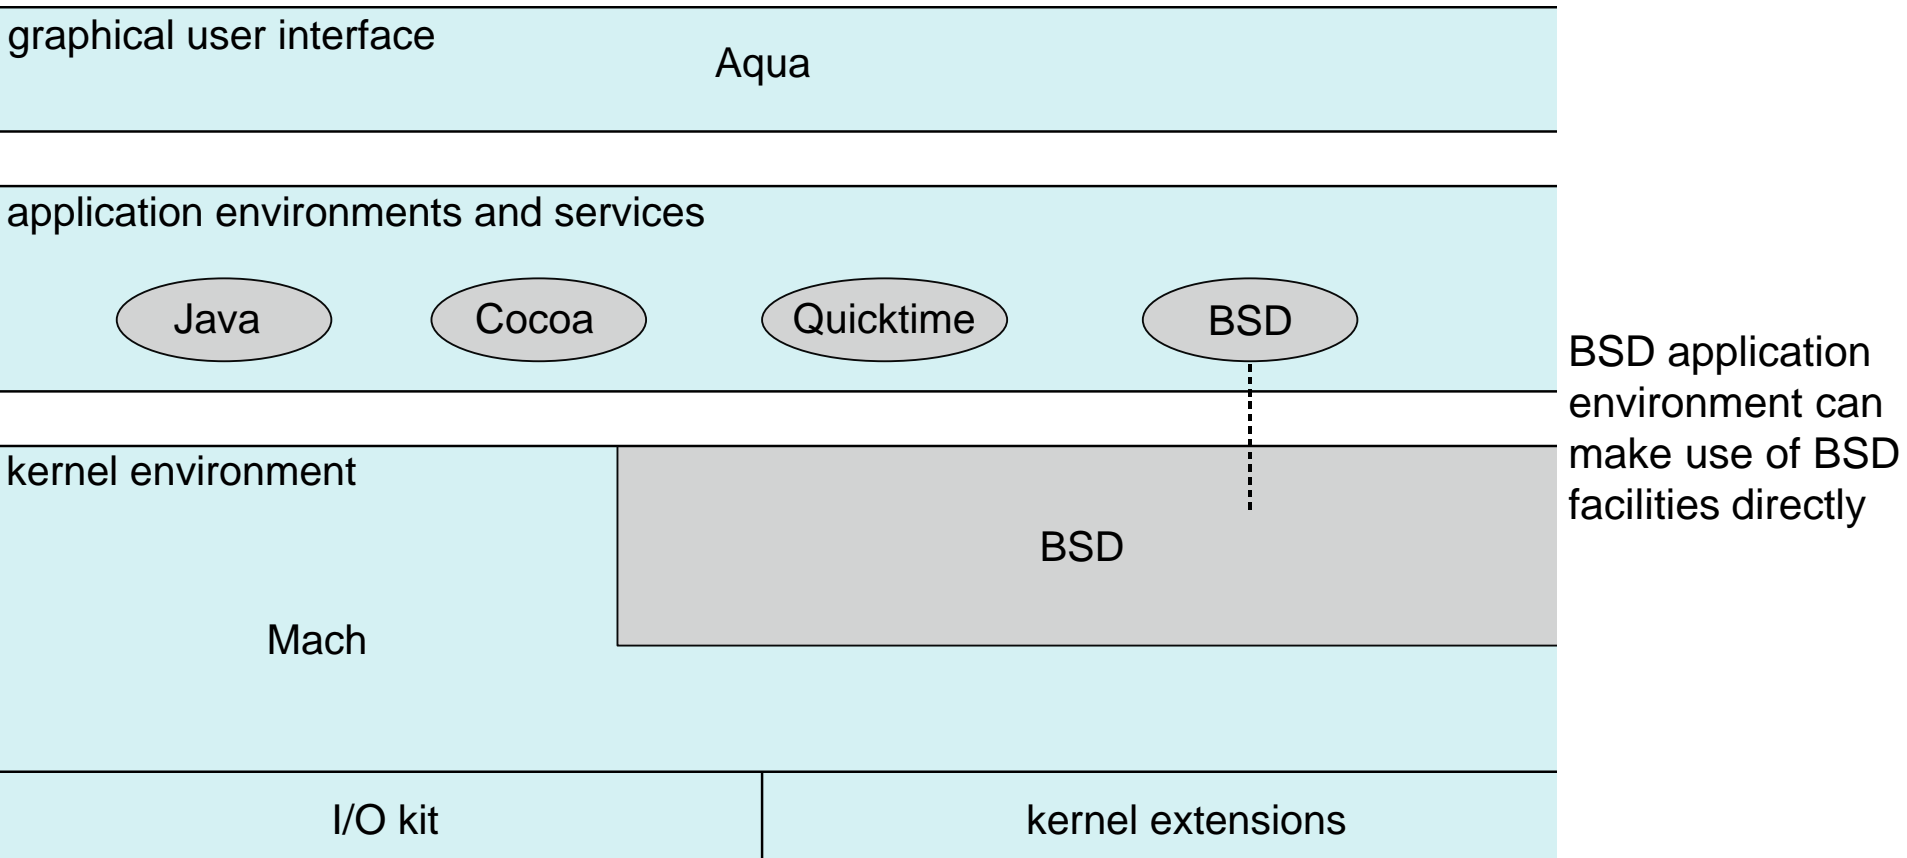 graphical user interface
Aqua
application environments and services
Java
Cocoa
Quicktime
BSD
BSD application
environment can
make use of BSD
facilities directly
kernel environment
BSD
Mach
I/O kit
kernel extensions